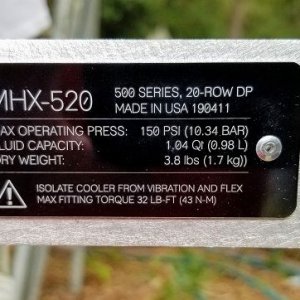 MHX-520
500 SERIES, 20-ROW DP
MADE IN USA 190411
AX OPERATING PRESS: 150 PSI (10.34 BAR)
LUID CAPACITY: 1.04 Qt (0.98 L)
RY WEIGHT: 3.8 lbs (1.7 kg))
ISOLATE COOLER FROM VIBRATION AND FLEX
MAX FITTING TORQUE 32 LB-FT (43 N-M)